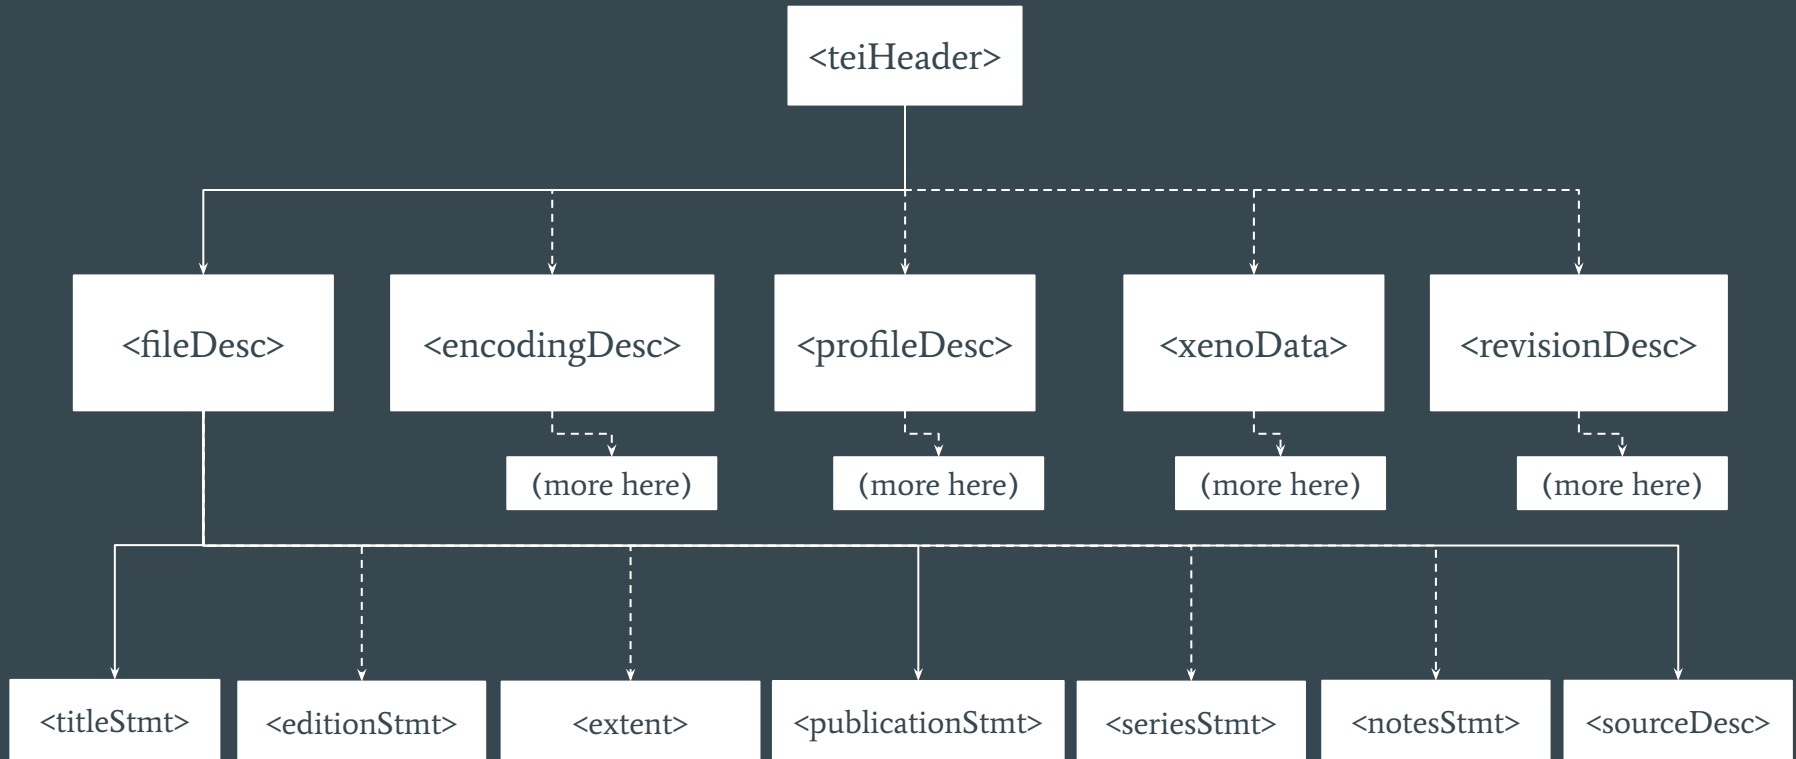 <teiHeader>
<fileDesc>
<encodingDesc>
<profileDesc>
<xenoData>
<revisionDesc>
(more here)
(more here)
(more here)
(more here)
<titleStmt>
<editionStmt>
<extent>
<publicationStmt>
<seriesStmt>
<notesStmt>
<sourceDesc>